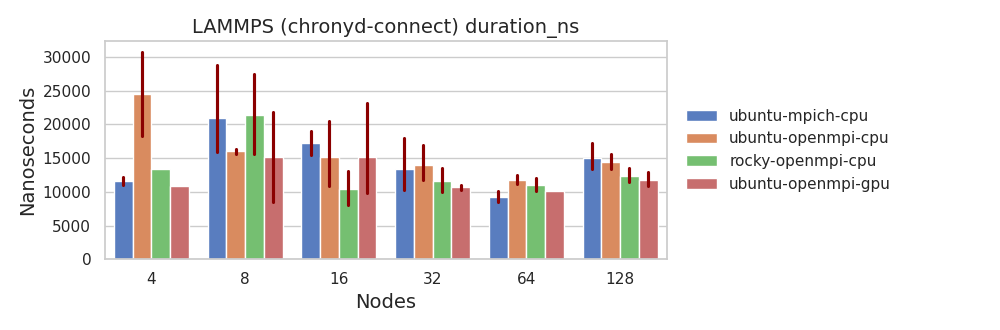 LAMMPS (chronyd-connect) duration_ns
Nanoseconds
30000
25000
20000
15000
10000
5000
0
4 8 16 32 64 128
Nodes
ubuntu-mpich-cpu
ubuntu-openmpi-cpu
rocky-openmpi-cpu
ubuntu-openmpi-gpu